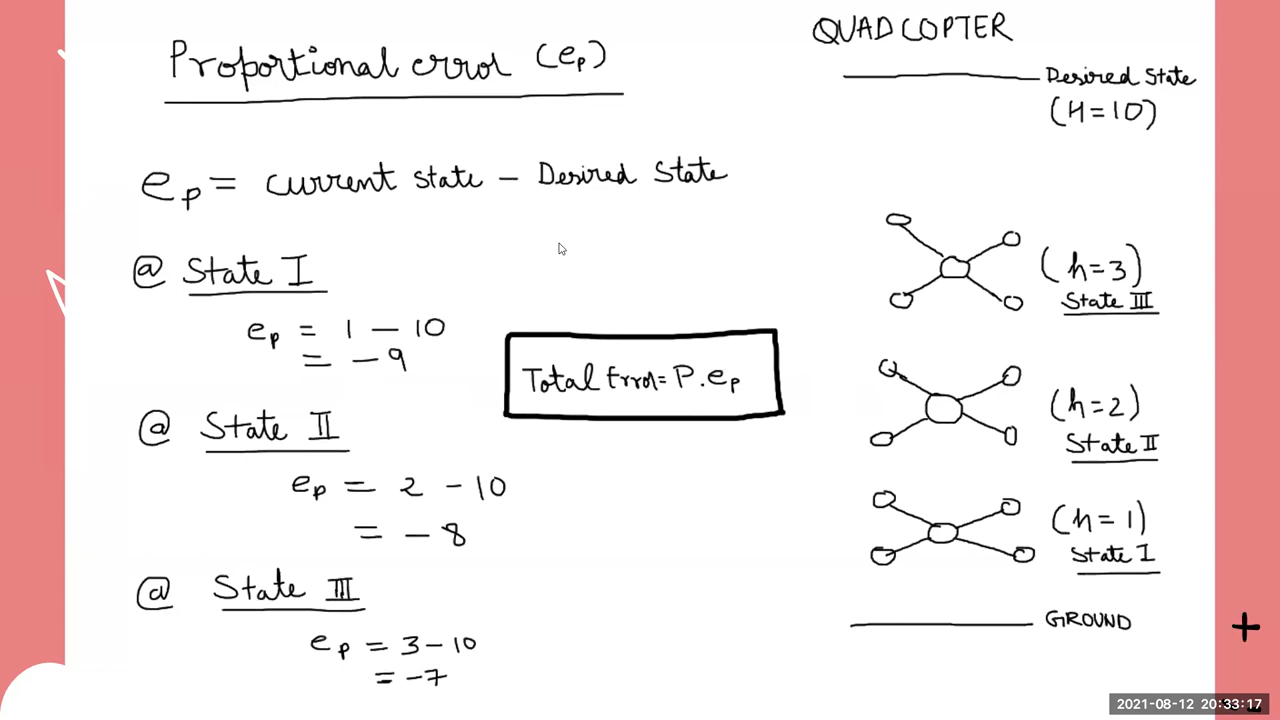 Proportional error (ep)
ep = current state - Desired State
@ State I
ep = 1 - 10
= -9
@ State II
ep = 2 - 10
= - 8
@ State III
ep = 3 - 10
= -7
Total Error = P.ep
QUADCOPTER
Desired State
(H=10)
(h=3)
State III
(h=2)
State II
(h=1)
State I
GROUND
+
2021-08-12 20:33:17